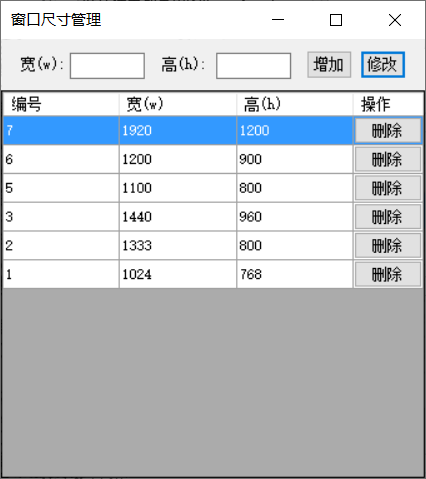 窗口尺寸管理
宽(w): 高(h): 增加 修改
编号 宽(w) 高(h) 操作
7 1920 1200 删除
6 1200 900 删除
5 1100 800 删除
3 1440 960 删除
2 1333 800 删除
1 1024 768 删除